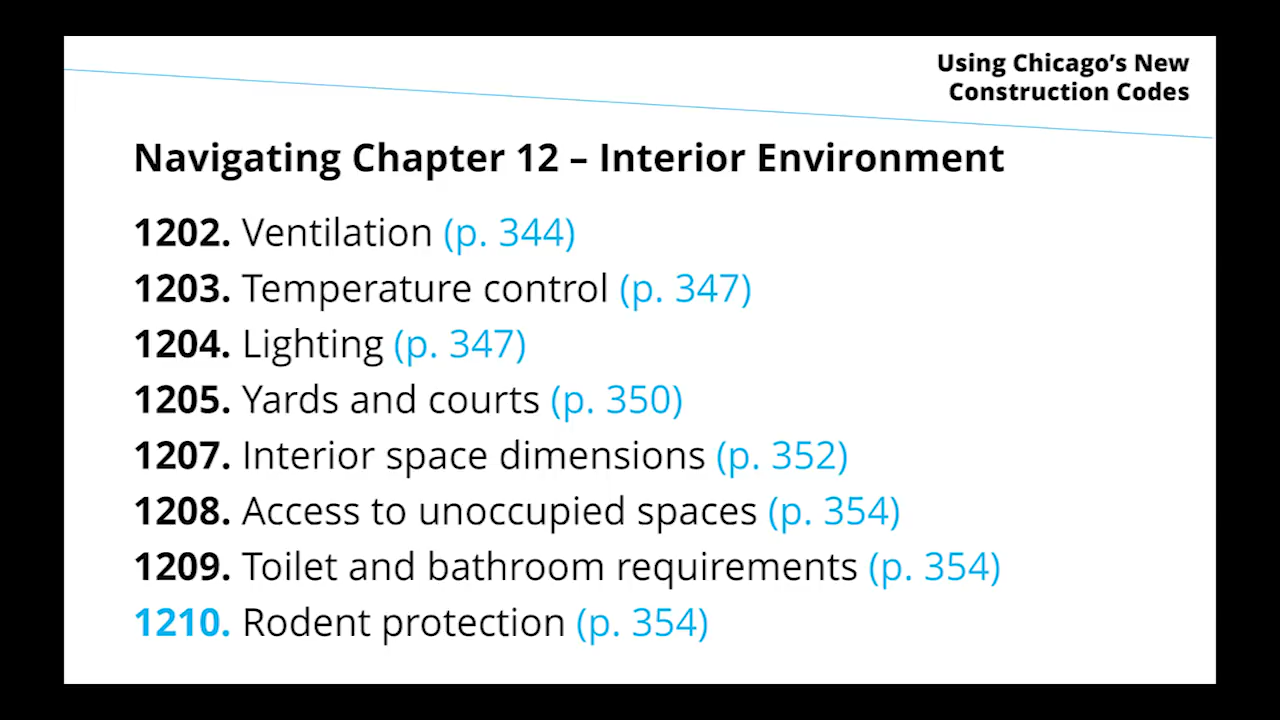 Using Chicago’s New
Construction Codes
Navigating Chapter 12 – Interior Environment
1202. Ventilation (p. 344)
1203. Temperature control (p. 347)
1204. Lighting (p. 347)
1205. Yards and courts (p. 350)
1207. Interior space dimensions (p. 352)
1208. Access to unoccupied spaces (p. 354)
1209. Toilet and bathroom requirements (p. 354)
1210. Rodent protection (p. 354)